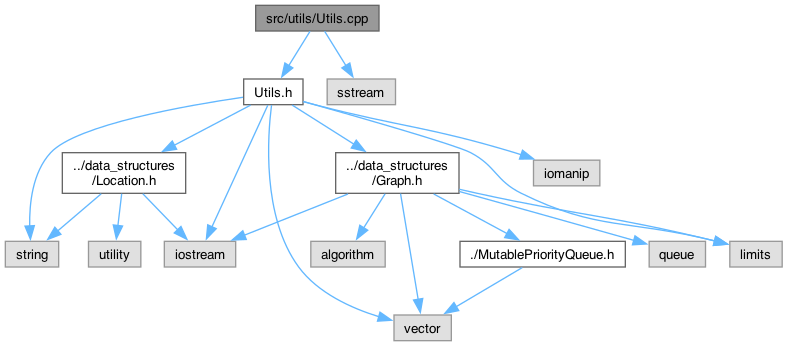 src/utils/Utils.cpp
Utils.h
sstream
../data_structures
/Location.h
../data_structures
/Graph.h
iomanip
string
utility
iostream
algorithm
./MutablePriorityQueue.h
queue
limits
vector